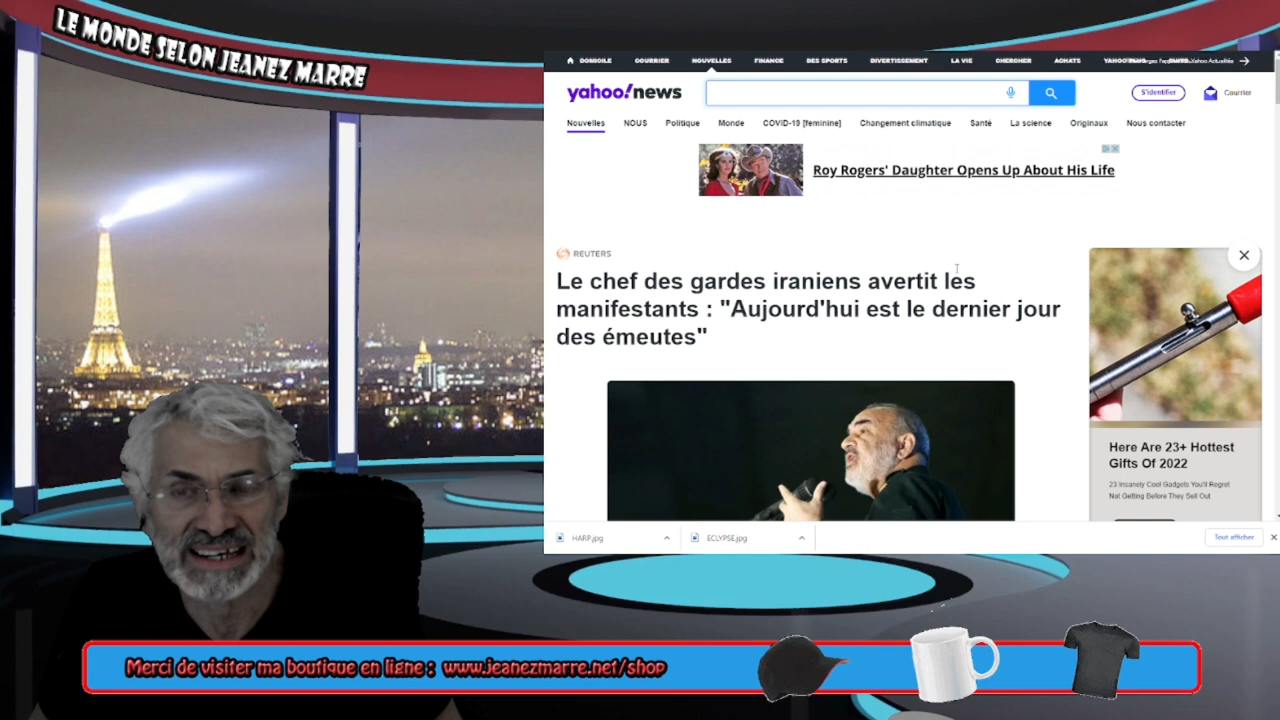 LE MONDE SELON JEANEZ MARRE
DOMICILE COURRIER NOUVELLES FINANCE DES SPORTS DIVERTISSEMENT LA VIE CHERCHER ACHATS
yahoo!news
S'identifier
Courrier
Nouvelles NOUS Politique Monde COVID-19 [feminine] Changement climatique Santé La science Originaux Nous contacter
Roy Rogers' Daughter Opens Up About His Life
REUTERS
Le chef des gardes iraniens avertit les
manifestants : "Aujourd'hui est le dernier jour
des émeutes"
Here Are 23+ Hottest
Gifts Of 2022
23 Insanely Cool Gadgets You'll Regret
Not Getting Before They Sell Out
HARP.jpg
ECLYPSE.jpg
Tout afficher
Merci de visiter ma boutique en ligne : www.jeanezmarre.net/shop